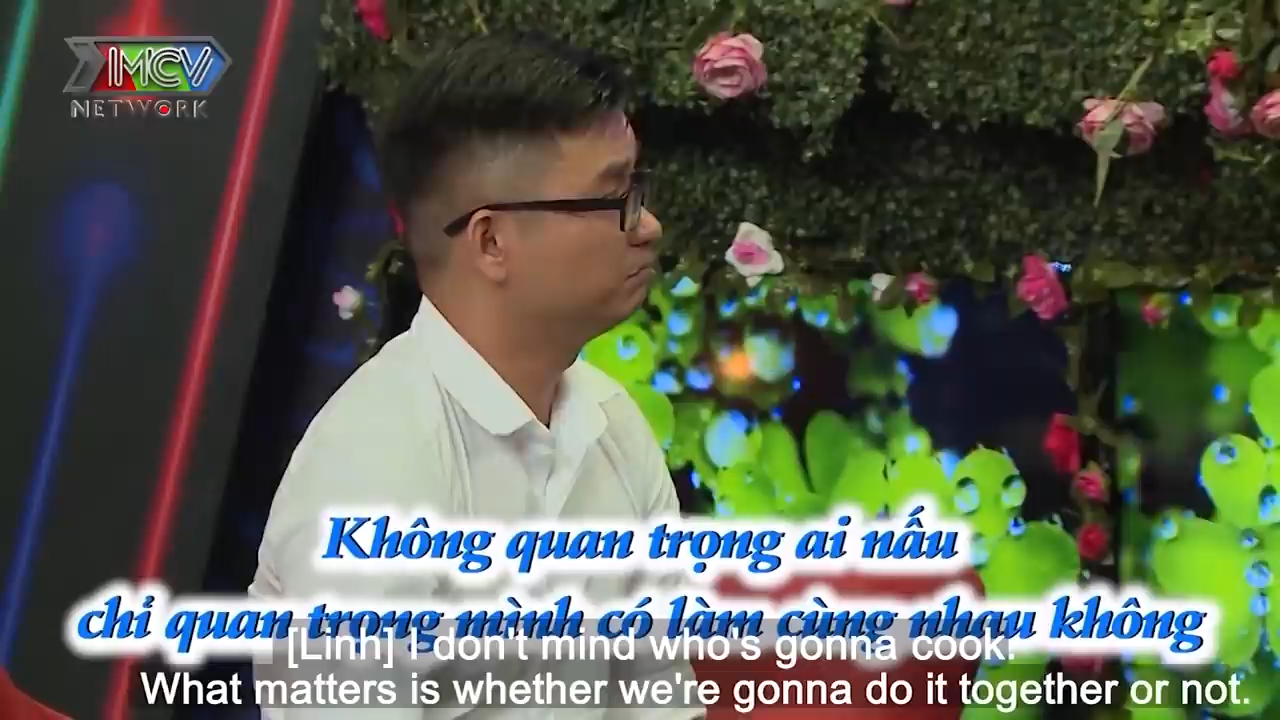 MCV
NETWORK
Không quan trọng ai nấu
chỉ quan trọng mình có làm cùng nhau không
[Linh] I don't mind who's gonna cook.
What matters is whether we're gonna do it together or not.